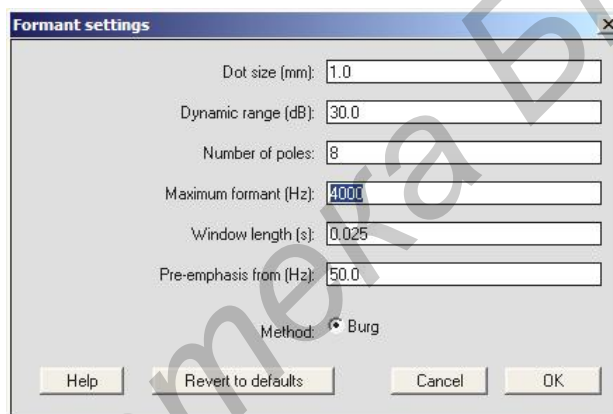 Formant settings
Dot size (mm): 1.0
Dynamic range (dB): 30.0
Number of poles: 8
Maximum formant (Hz): 4000
Window length (s): 0.025
Pre-emphasis from (Hz): 50.0
Method: Burg
Help Revert to defaults Cancel OK